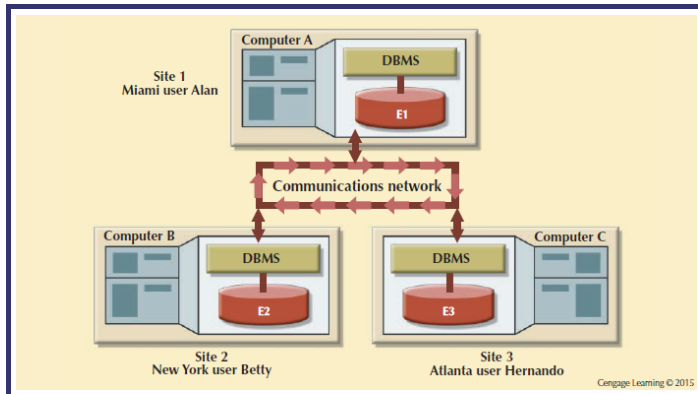 Computer A
Site 1
Miami user Alan
DBMS
E1
Communications network
Computer B
DBMS
E2
Site 2
New York user Betty
Computer C
DBMS
E3
Site 3
Atlanta user Hernando
Cengage Learning © 2015